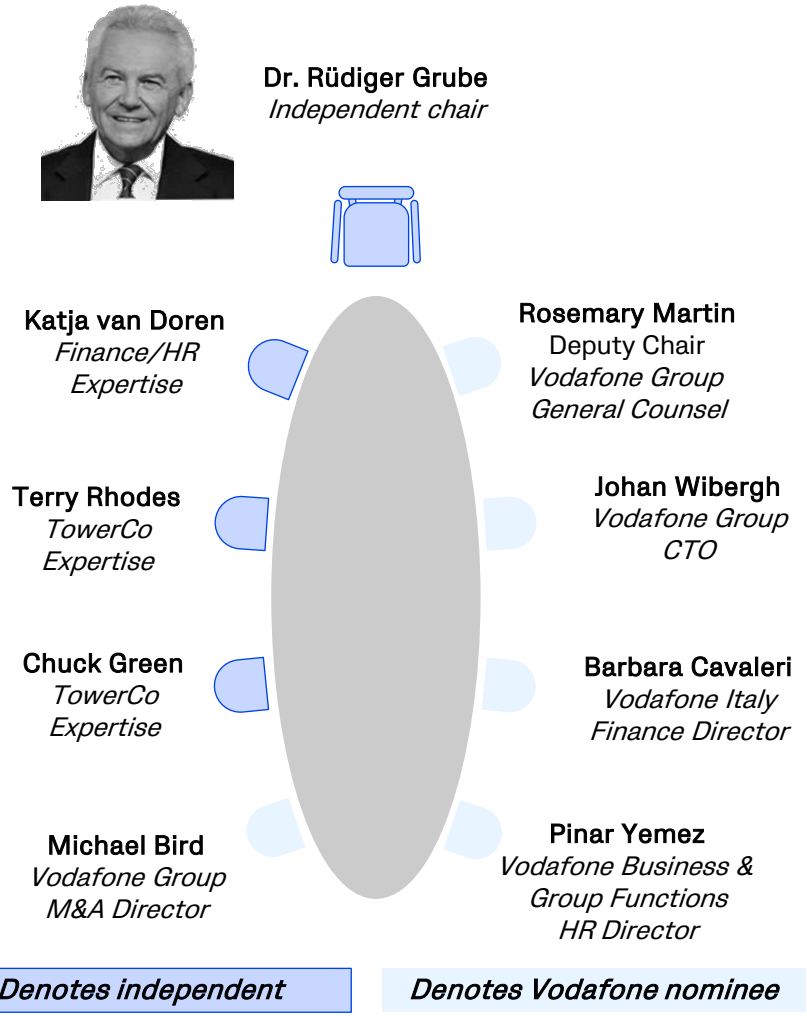 Dr. Rüdiger Grube
Independent chair
Katja van Doren
Finance/HR
Expertise
Rosemary Martin
Deputy Chair
Vodafone Group
General Counsel
Terry Rhodes
TowerCo
Expertise
Johan Wibergh
Vodafone Group
CTO
Chuck Green
TowerCo
Expertise
Barbara Cavaleri
Vodafone Italy
Finance Director
Michael Bird
Vodafone Group
M&A Director
Pinar Yemez
Vodafone Business &
Group Functions
HR Director
Denotes independent
Denotes Vodafone nominee